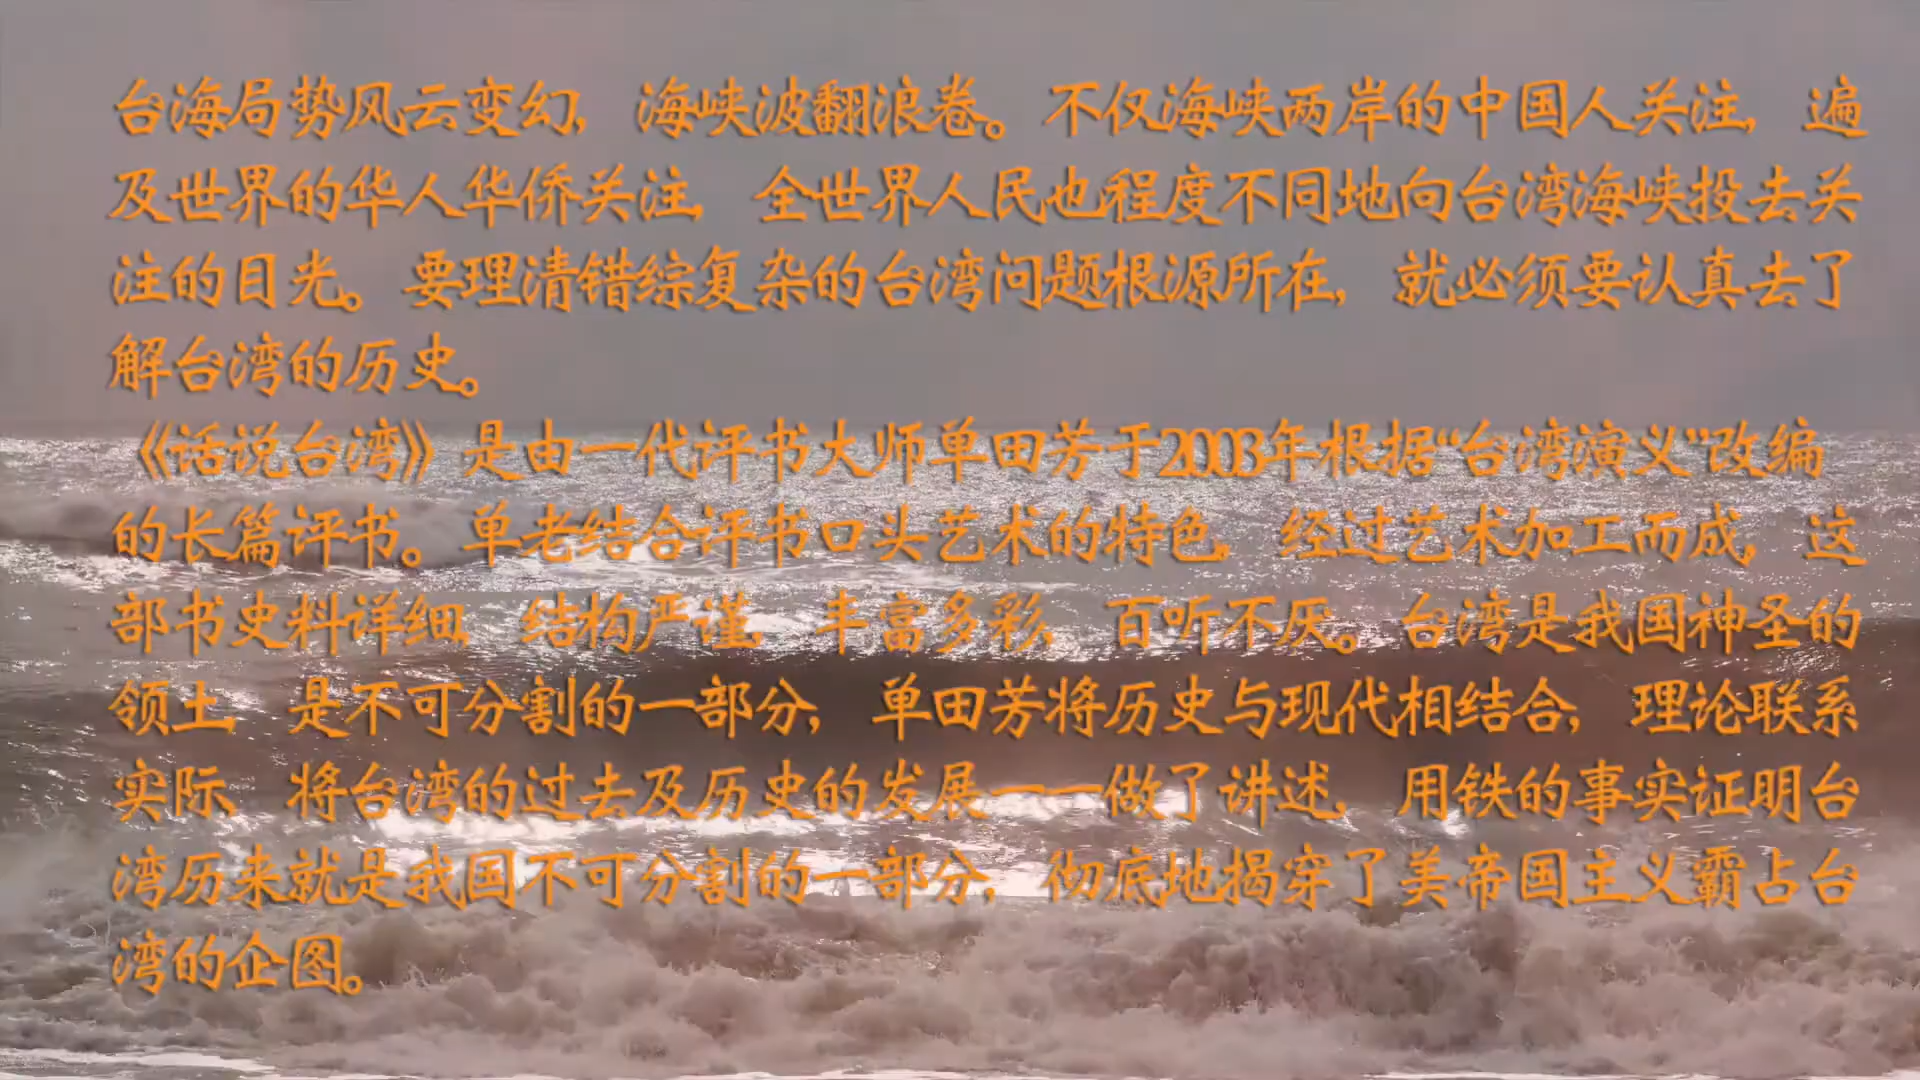 台海局势风云变幻，海峡波翻浪卷。不仅海峡两岸的中国人关注，遍
及世界的华人华侨关注，全世界人民也程度不同地向台湾海峡投去关
注的目光。要理清错综复杂的台湾问题根源所在，就必须要认真去了
解台湾的历史。
《话说台湾》是由一代评书大师单田芳于2003年根据“台湾演义”改编
的长篇评书。单老结合评书口头艺术的特色，经过艺术加工而成，这
部书史料详细，结构严谨，丰富多彩，百听不厌。台湾是我国神圣的
领土，是不可分割的一部分，单田芳将历史与现代相结合，理论联系
实际、将台湾的过去及历史的发展一一做了讲述，用铁的事实证明台
湾历来就是我国不可分割的一部分，彻底地揭穿了美帝国主义霸占台
湾的企图。